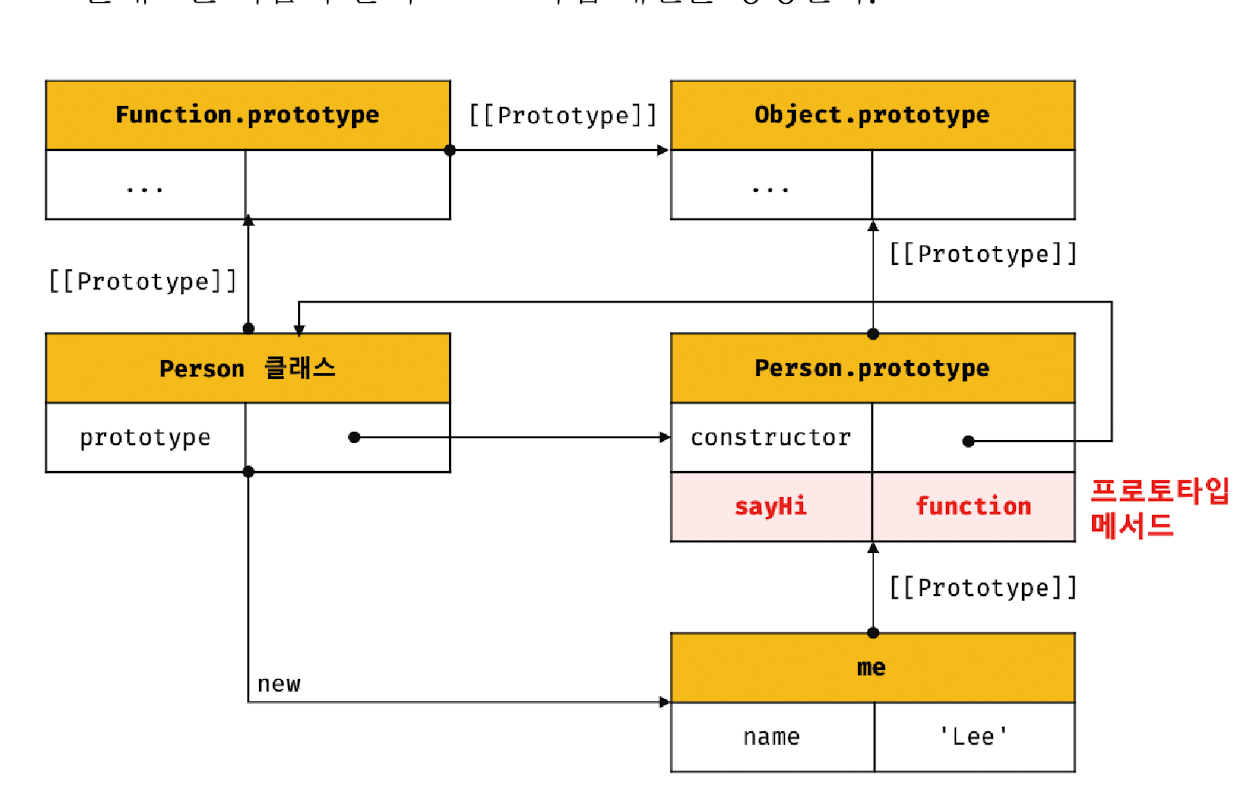 Function.prototype
[[Prototype]]
Object.prototype
...
...
[[Prototype]]
[[Prototype]]
Person 클래스
Person.prototype
prototype
constructor
sayHi
function
프로토타입
메서드
[[Prototype]]
me
new
name
'Lee'